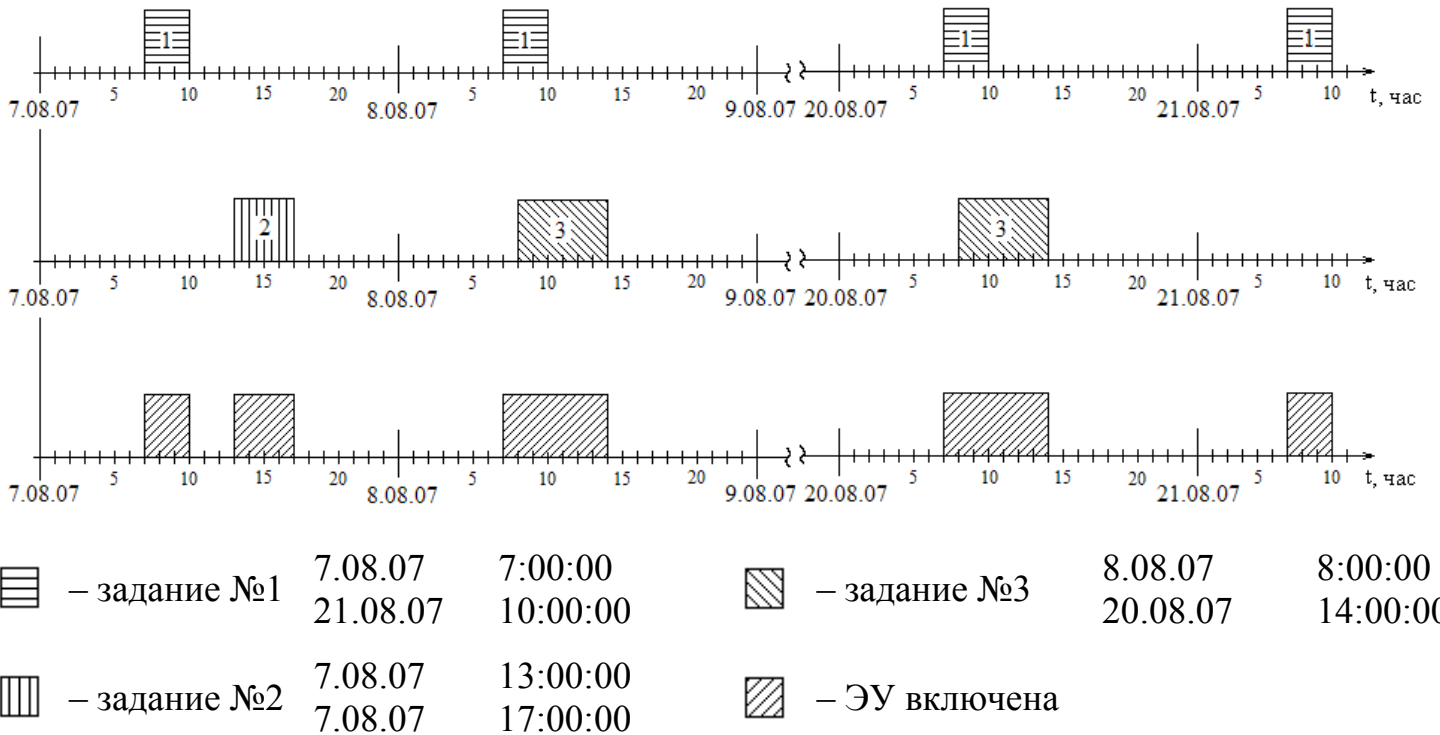 1 1 1 1
5 10 15 20 5 10 15 20 5 10 15 20 5 10 t, час
7.08.07 8.08.07 9.08.07 20.08.07 21.08.07
2 3 3
5 10 15 20 5 10 15 20 5 10 15 20 5 10 t, час
7.08.07 8.08.07 9.08.07 20.08.07 21.08.07
5 10 15 20 5 10 15 20 5 10 15 20 5 10 t, час
7.08.07 8.08.07 9.08.07 20.08.07 21.08.07
– задание №1 7.08.07 7:00:00
21.08.07 10:00:00
– задание №3 8.08.07 8:00:00
20.08.07 14:00:00
– задание №2 7.08.07 13:00:00
7.08.07 17:00:00
– ЭУ включена